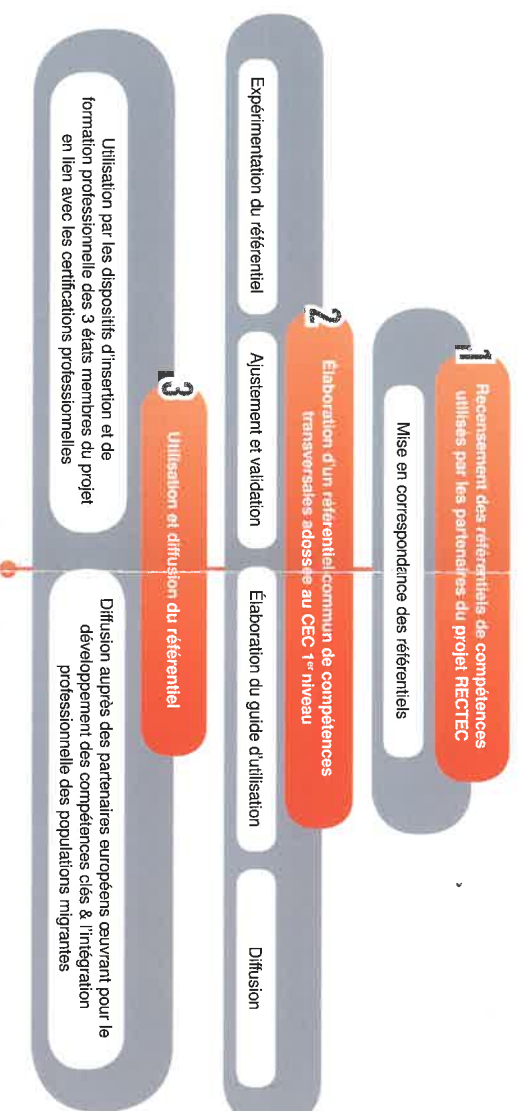 1
Recensement des référentiels de compétences
utilisés par les partenaires du projet RECTEC
Mise en correspondance des référentiels
2
Élaboration d'un référentiel commun de compétences
transversales adossée au CEC 1er niveau
Expérimentation du référentiel
Ajustement et validation
Élaboration du guide d'utilisation
Diffusion
3
Utilisation et diffusion du référentiel
Utilisation par les dispositifs d'insertion et de
formation professionnelle des 3 états membres du projet
en lien avec les certifications professionnelles
Diffusion auprès des partenaires européens œuvrant pour le
développement des compétences clés & l'intégration
professionnelle des populations migrantes